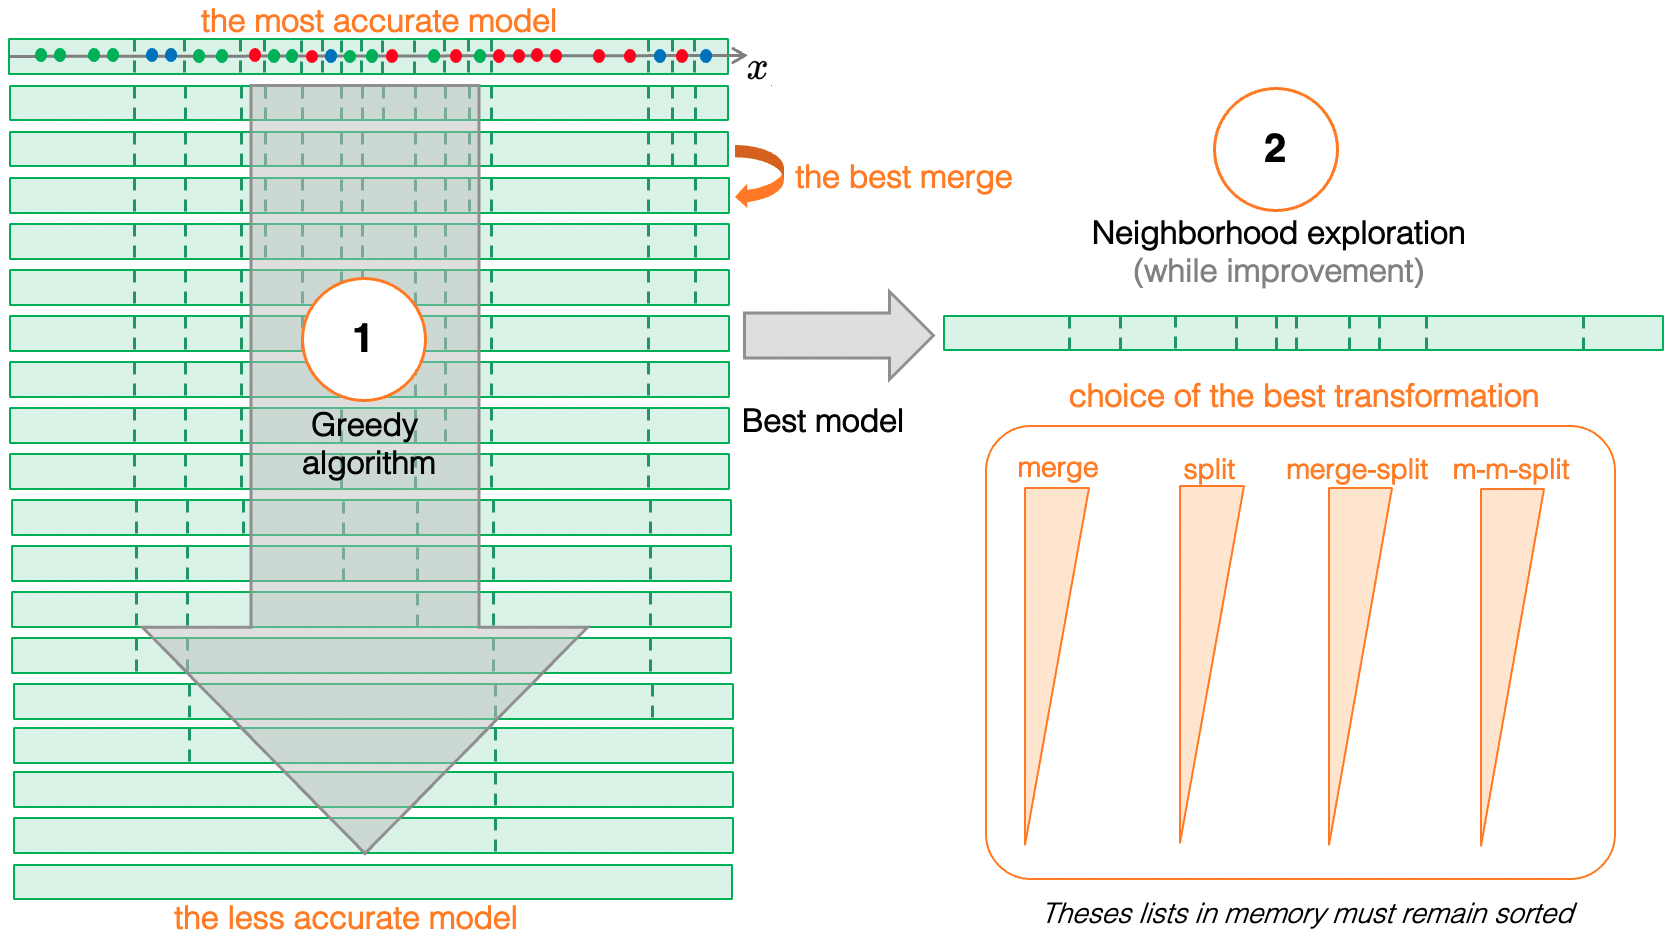 the most accurate model
x
the best merge
1
Greedy
algorithm
the less accurate model
Best model
2
Neighborhood exploration
(while improvement)
choice of the best transformation
merge split merge-split m-m-split
Theses lists in memory must remain sorted